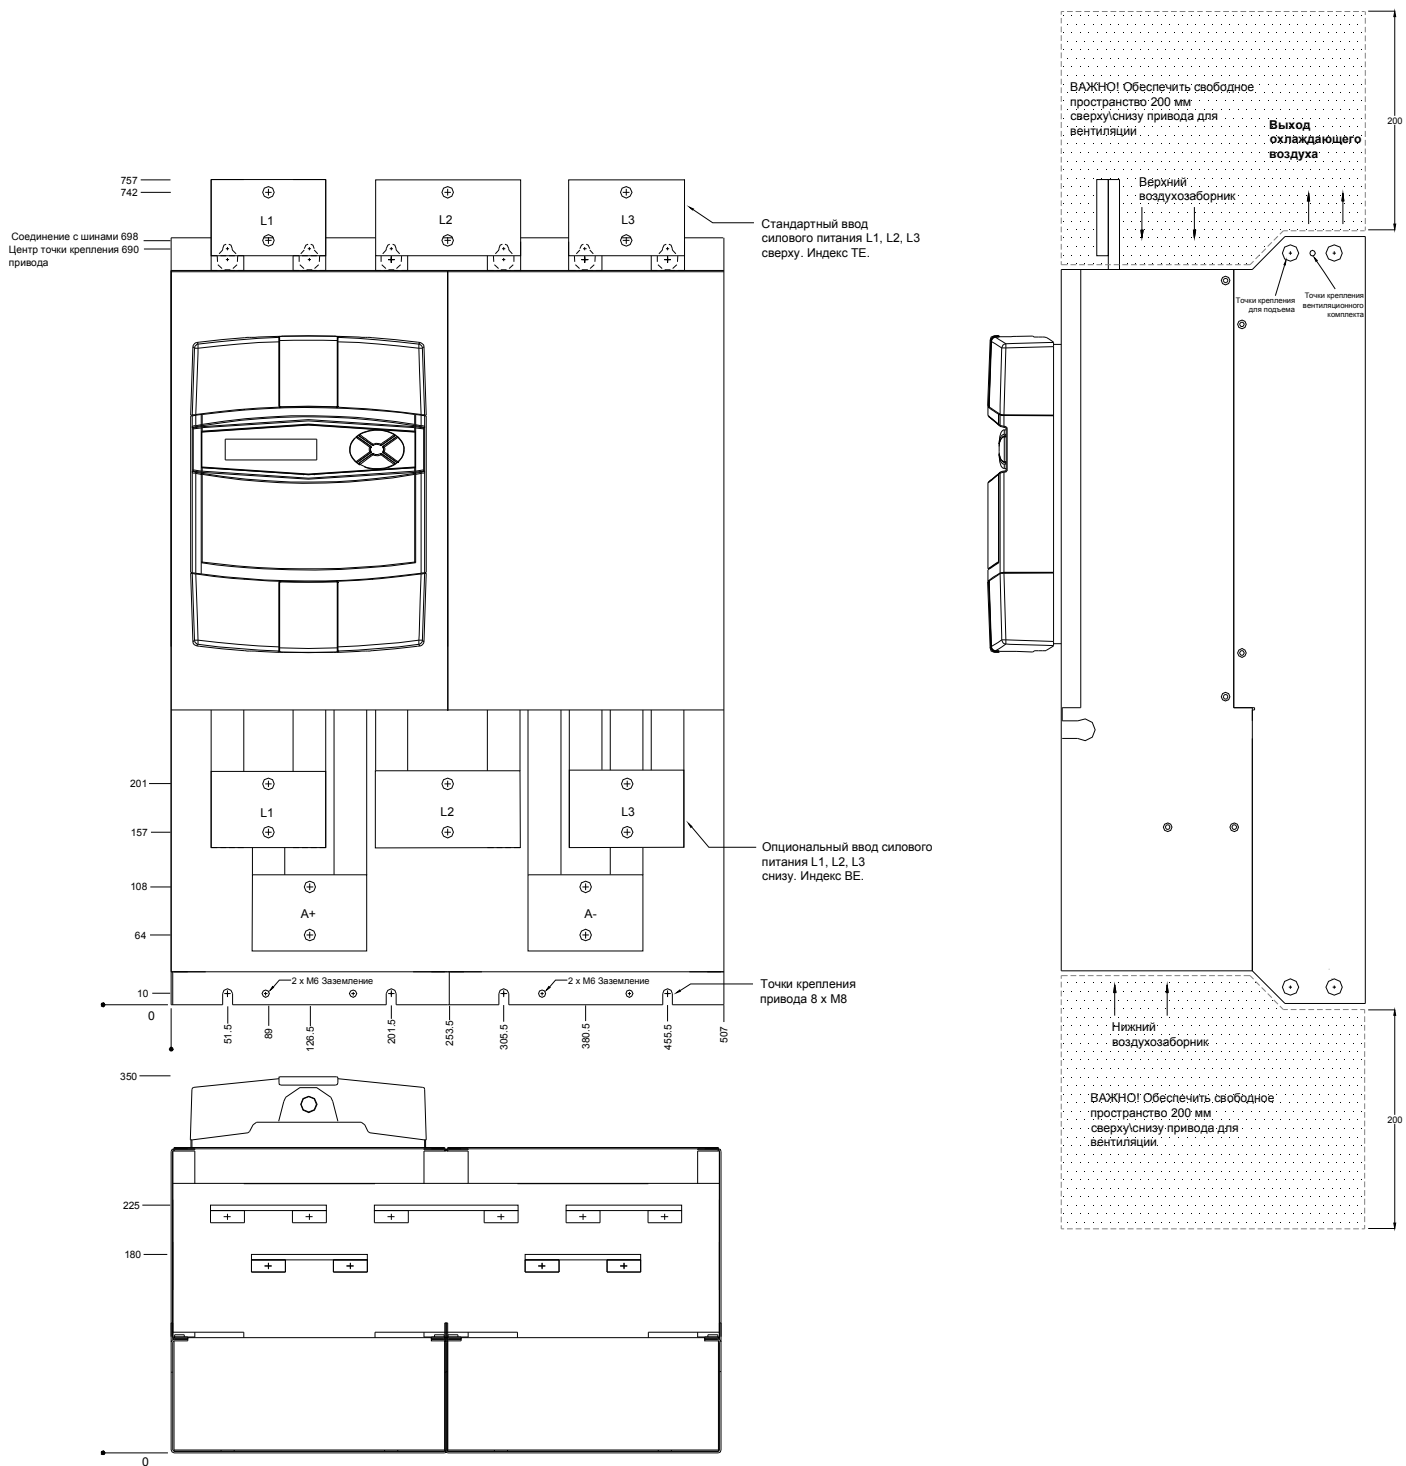 ВАЖНО! Обеспечить свободное
пространство 200 мм
сверху\снизу привода для
вентиляции
Выход
охлаждающего
воздуха
200
Верхний
воздухозаборник
Точки крепления
для подъема
Точки крепления
вентиляционного
комплекта
757
742
Соединение с шинами 698
Центр точки крепления 690
привода
L1
L2
L3
Стандартный ввод
силового питания L1, L2, L3
сверху. Индекс TE.
201
157
108
64
10
0
L1
L2
L3
A+
A-
Опциональный ввод силового
питания L1, L2, L3
снизу. Индекс BE.
2 x M6 Заземление
2 x M6 Заземление
Точки крепления
привода 8 x M8
51.5
89
126.5
201.5
253.5
305.5
380.5
455.5
507
Нижний
воздухозаборник
ВАЖНО! Обеспечить свободное
пространство 200 мм
сверху\снизу привода для
вентиляции
200
350
225
180
0